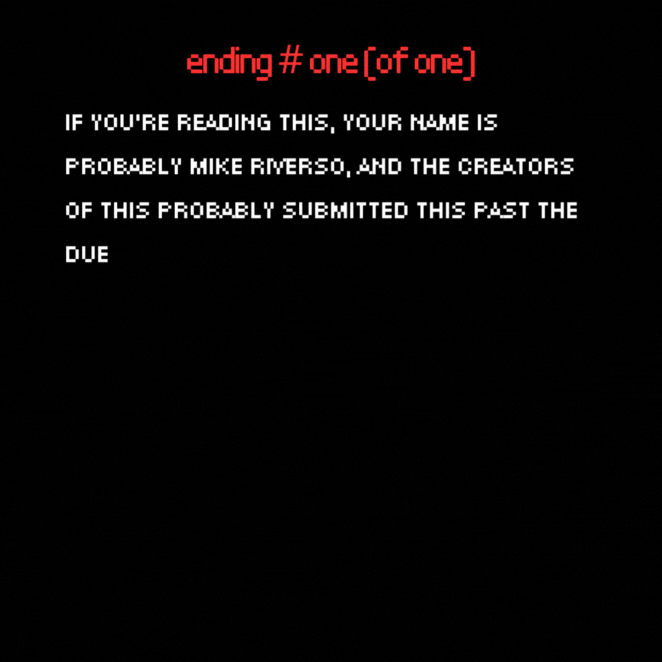 ending # one (of one)
IF YOU'RE READING THIS, YOUR NAME IS
PROBABLY MIKE RIVERSO, AND THE CREATORS
OF THIS PROBABLY SUBMITTED THIS PAST THE
DUE